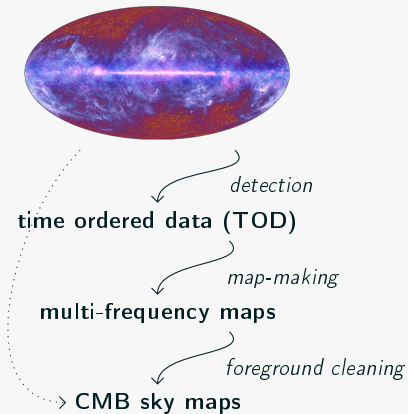 detection
time ordered data (TOD)
map-making
multi-frequency maps
foreground cleaning
CMB sky maps